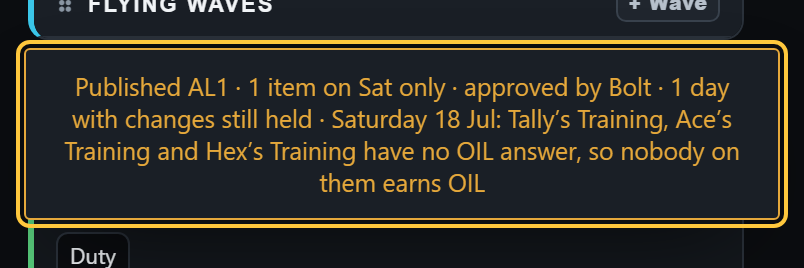 FLYING WAVES
+ Wave
Published AL1 · 1 item on Sat only · approved by Bolt · 1 day
with changes still held · Saturday 18 Jul: Tally’s Training, Ace’s
Training and Hex’s Training have no OIL answer, so nobody on
them earns OIL
Duty